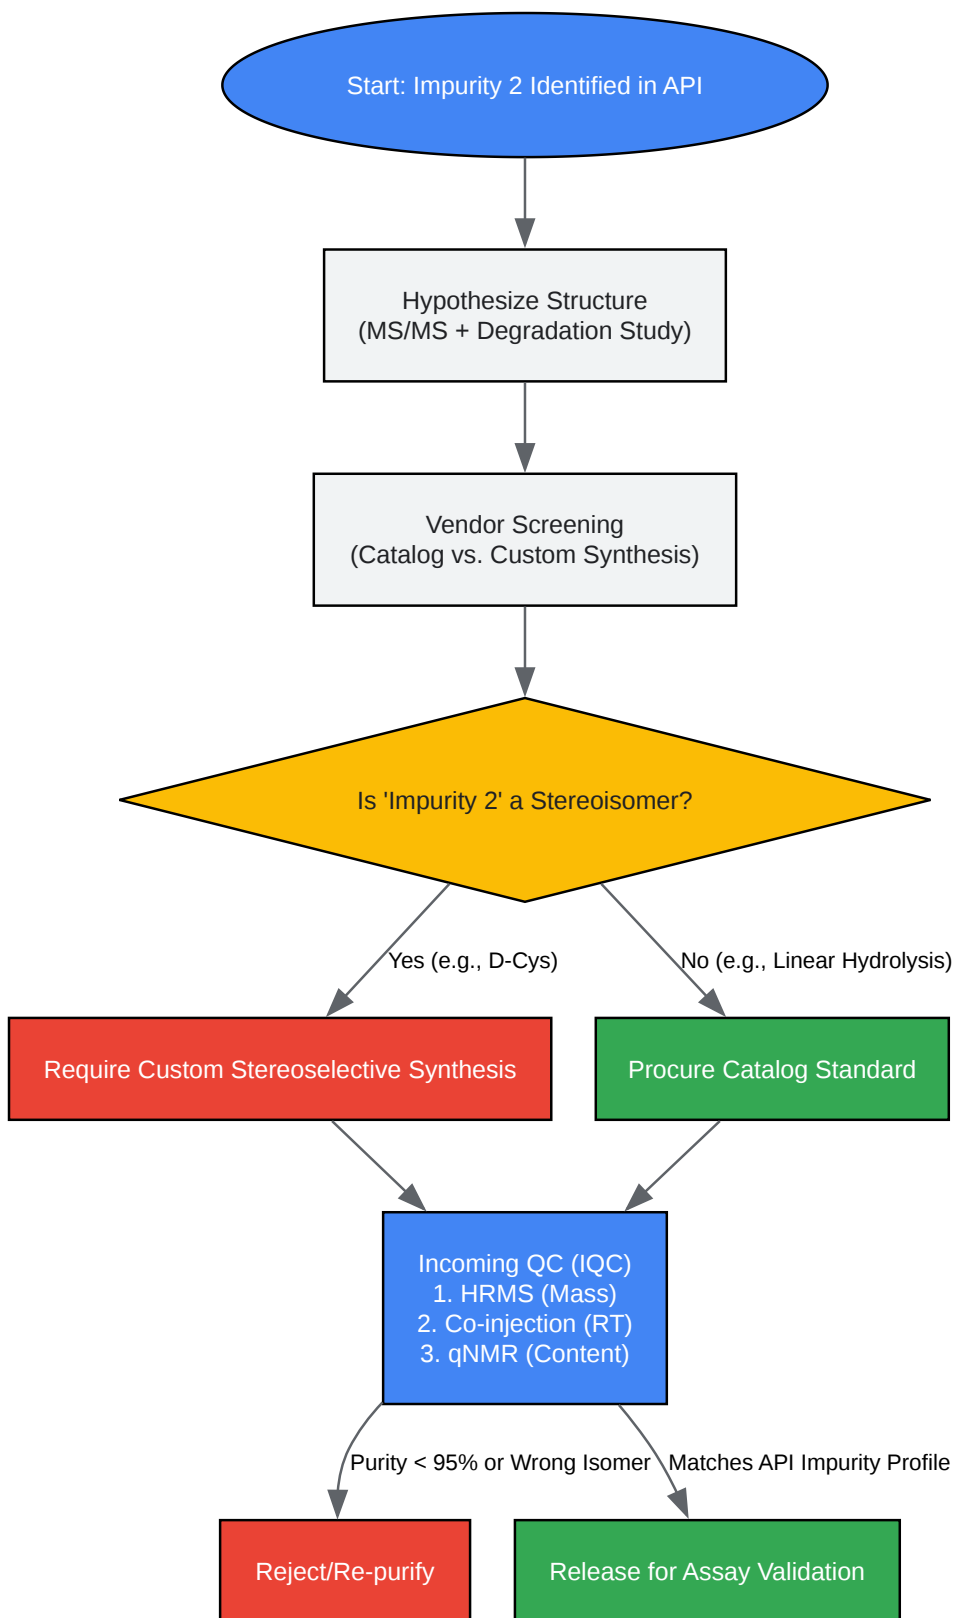 Start: Impurity 2 Identified in API
Hypothesize Structure
(MS/MS + Degradation Study)
Vendor Screening
(Catalog vs. Custom Synthesis)
Is 'Impurity 2' a Stereoisomer?
Yes (e.g., D-Cys)
No (e.g., Linear Hydrolysis)
Require Custom Stereoselective Synthesis
Procure Catalog Standard
Incoming QC (IQC)
1. HRMS (Mass)
2. Co-injection (RT)
3. qNMR (Content)
Purity < 95% or Wrong Isomer
Matches API Impurity Profile
Reject/Re-purify
Release for Assay Validation